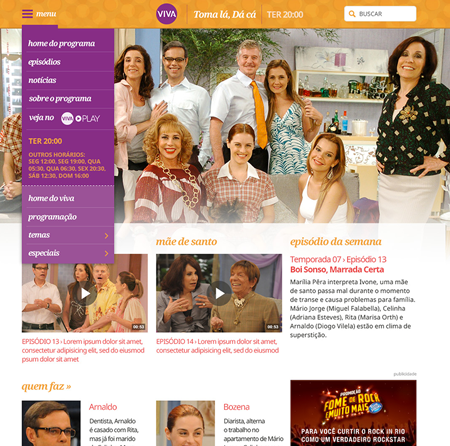 menu
VIVA
Toma lá, Dá cá
TER 20:00
BUSCAR
home do programa
episódios
notícias
sobre o programa
veja no VIVA PLAY
TER 20:00
OUTROS HORÁRIOS:
SEG 12:00, SEG 19:00, QUA
05:30, QUA 06:30, SEX 20:30,
SÁB 12:30, DOM 16:00
home do viva
programação
temas
especiais
mãe de santo
episódio da semana
00:53
EPISÓDIO 13 › Lorem ipsum dolor sit amet,
consectetur adipisicing elit, sed do eiusmod
00:53
EPISÓDIO 14 › Lorem ipsum dolor sit amet,
consectetur adipisicing elit, sed do eiusmod
ipsum dolor sit amet
Temporada 07 › Episódio 13
Boi Sonso, Marrada Certa
Marília Pêra interpreta Ivone, uma mãe
de santo passa mal durante o momento
de transe e causa problemas para família.
Mário Jorge (Miguel Falabella), Celinha
(Adriana Esteves), Rita (Marisa Orth) e
Arnaldo (Diogo Vilela) estão em clima de
superstição.
publicidade
quem faz »
Arnaldo
Dentista, Arnaldo
é casado com Rita,
mas já foi marido
Bozena
Diarista, alterna
o trabalho no
apartamento de Mário
PROMOÇÃO
FOME DE ROCK
MUITO MAIS
PARA VOCÊ CURTIR O ROCK IN RIO
COMO UM VERDADEIRO ROCKSTAR